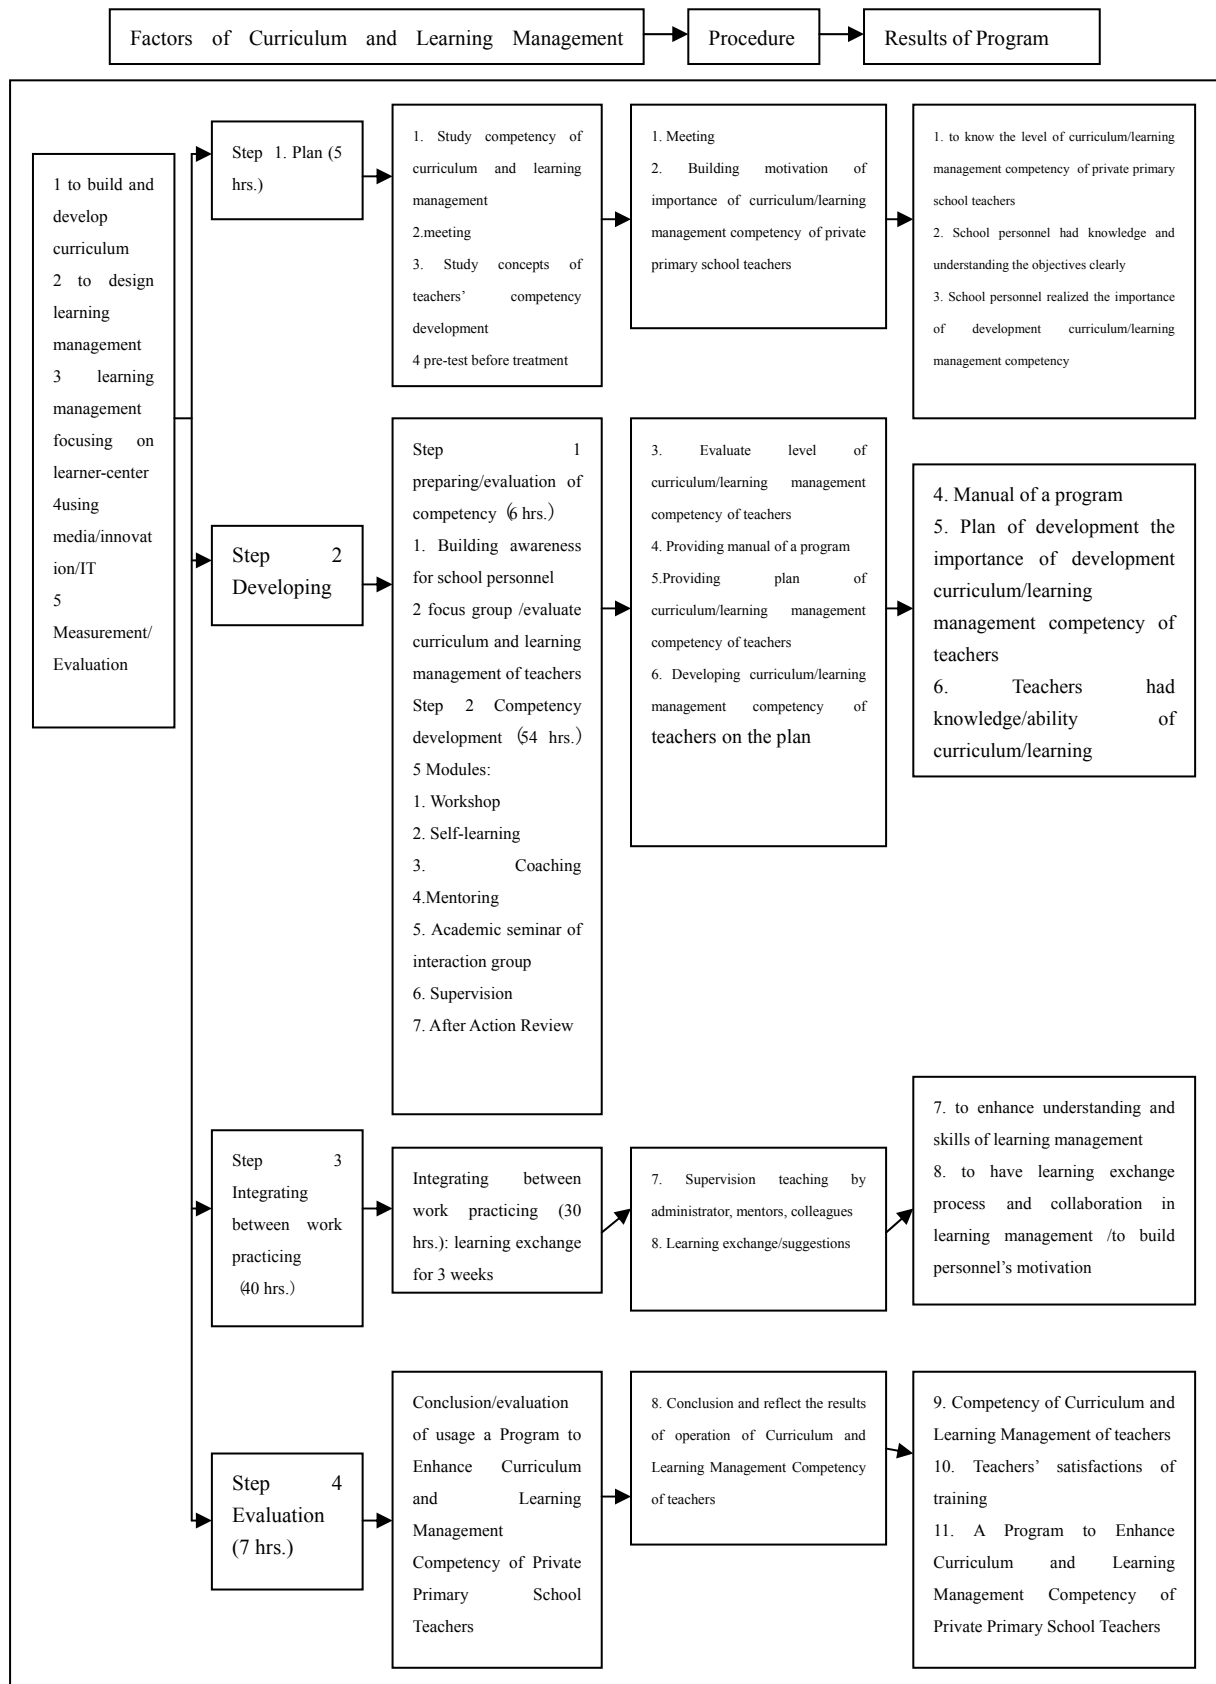 Factors of Curriculum and Learning Management
Procedure
Results of Program
1 to build and
develop
curriculum
2 to design
learning
management
3 learning
management
focusing on
learner-center
4using
media/innovat
ion/IT
5
Measurement/
Evaluation
Step 1. Plan (5
hrs.)
1. Study competency of
curriculum and learning
management
2.meeting
3. Study concepts of
teachers’ competency
development
4 pre-test before treatment
1. Meeting
2. Building motivation of
importance of curriculum/learning
management competency of private
primary school teachers
1. to know the level of curriculum/learning
management competency of private primary
school teachers
2. School personnel had knowledge and
understanding the objectives clearly
3. School personnel realized the importance
of development curriculum/learning
management competency
Step 2
Developing
Step 1
preparing/evaluation of
competency (6 hrs.)
1. Building awareness
for school personnel
2 focus group /evaluate
curriculum and learning
management of teachers
Step 2 Competency
development (54 hrs.)
5 Modules:
1. Workshop
2. Self-learning
3. Coaching
4.Mentoring
5. Academic seminar of
interaction group
6. Supervision
7. After Action Review
3. Evaluate level of
curriculum/learning management
competency of teachers
4. Providing manual of a program
5.Providing plan of
curriculum/learning management
competency of teachers
6. Developing curriculum/learning
management competency of
teachers on the plan
4. Manual of a program
5. Plan of development the
importance of development
curriculum/learning
management competency of
teachers
6. Teachers had
knowledge/ability of
curriculum/learning
Step 3
Integrating
between work
practicing
(40 hrs.)
Integrating between
work practicing (30
hrs.): learning exchange
for 3 weeks
7. Supervision teaching by
administrator, mentors, colleagues
8. Learning exchange/suggestions
7. to enhance understanding and
skills of learning management
8. to have learning exchange
process and collaboration in
learning management /to build
personnel’s motivation
Step 4
Evaluation
(7 hrs.)
Conclusion/evaluation
of usage a Program to
Enhance Curriculum
and Learning
Management
Competency of Private
Primary School
Teachers
8. Conclusion and reflect the results
of operation of Curriculum and
Learning Management Competency
of teachers
9. Competency of Curriculum and
Learning Management of teachers
10. Teachers’ satisfactions of
training
11. A Program to Enhance
Curriculum and Learning
Management Competency of
Private Primary School Teachers